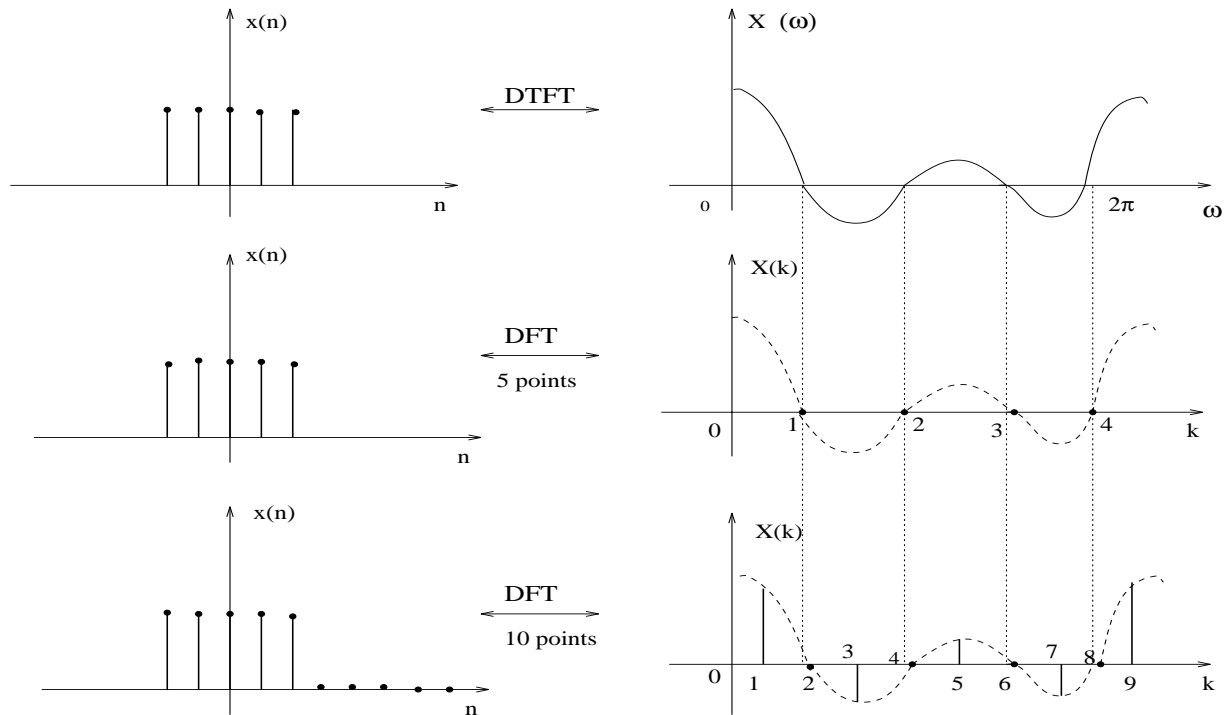 x(n)
DTFT
n
X (ω)
0
2π
ω
x(n)
DFT
5 points
n
X(k)
0
1
2
3
4
k
x(n)
DFT
10 points
n
X(k)
0
1
2
3
4
5
6
7
8
9
k